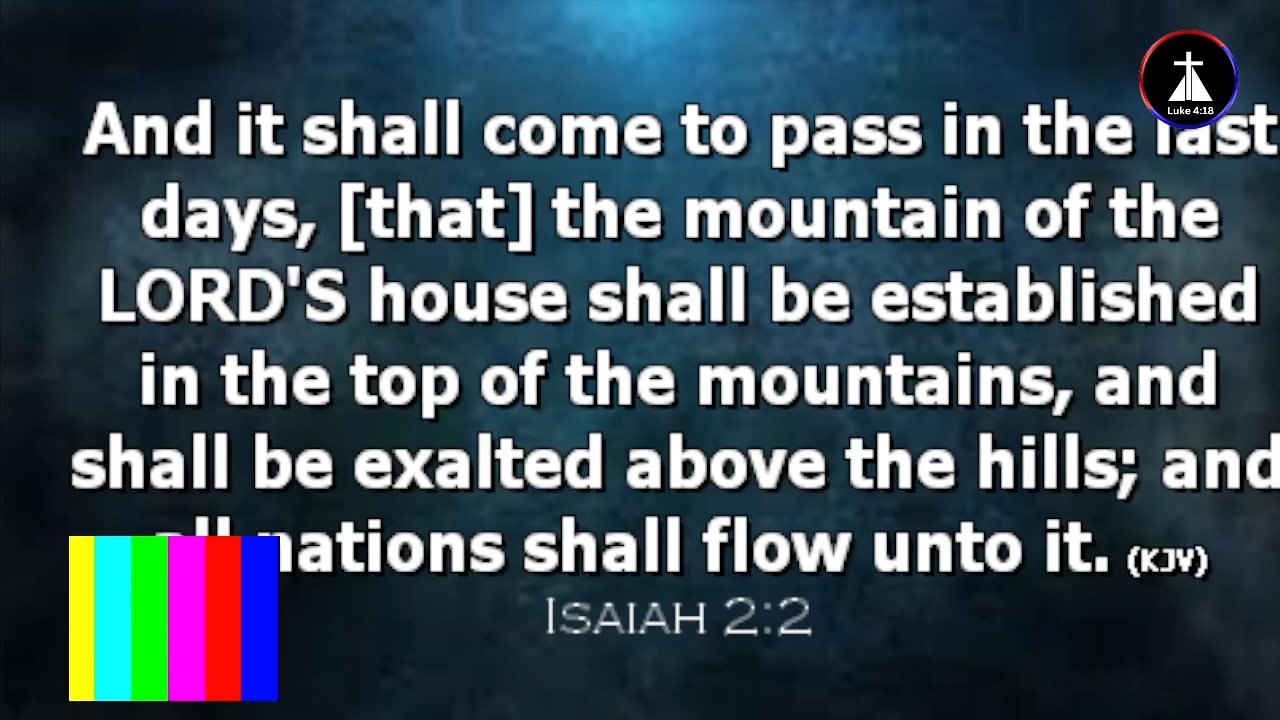 Luke 4:18
And it shall come to pass in the last
days, [that] the mountain of the
LORD'S house shall be established
in the top of the mountains, and
shall be exalted above the hills; and
all nations shall flow unto it. (KJV)
Isaiah 2:2